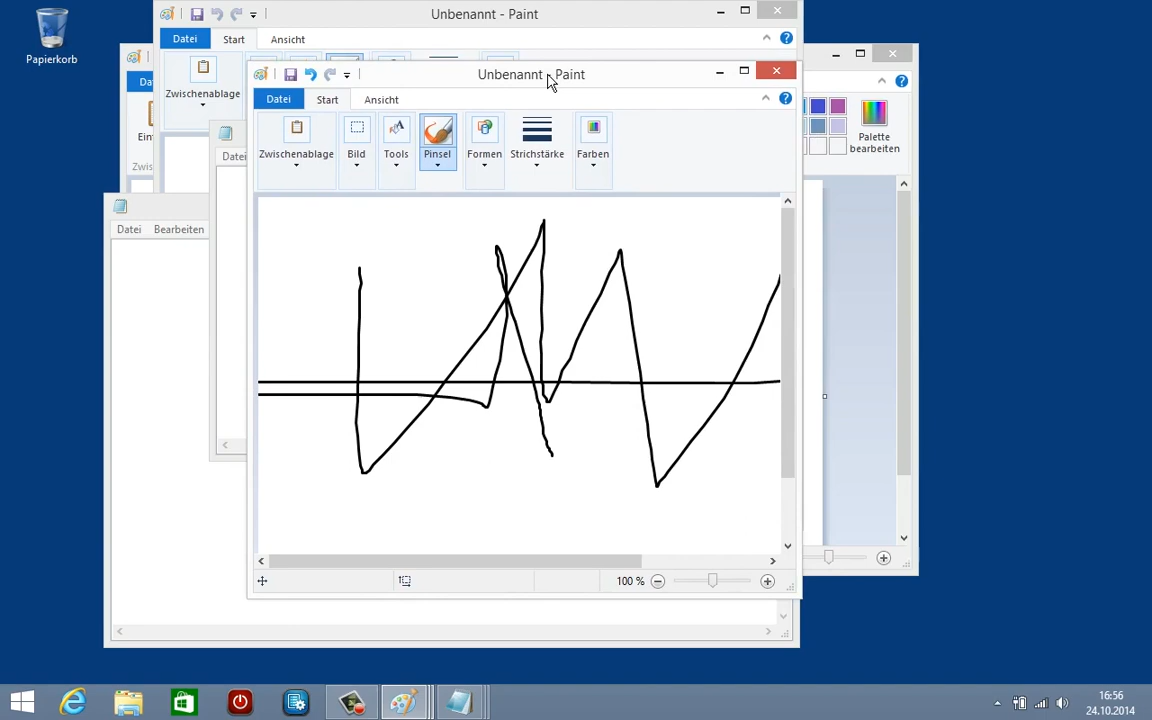 Papierkorb
Unbenannt - Paint
Datei Start Ansicht
Zwischenablage
Unbenannt - Paint
Datei Start Ansicht
Zwischenablage Bild Tools Pinsel Formen Strichstärke Farben
Palette bearbeiten
Datei Bearbeiten
100 %
16:56
24.10.2014